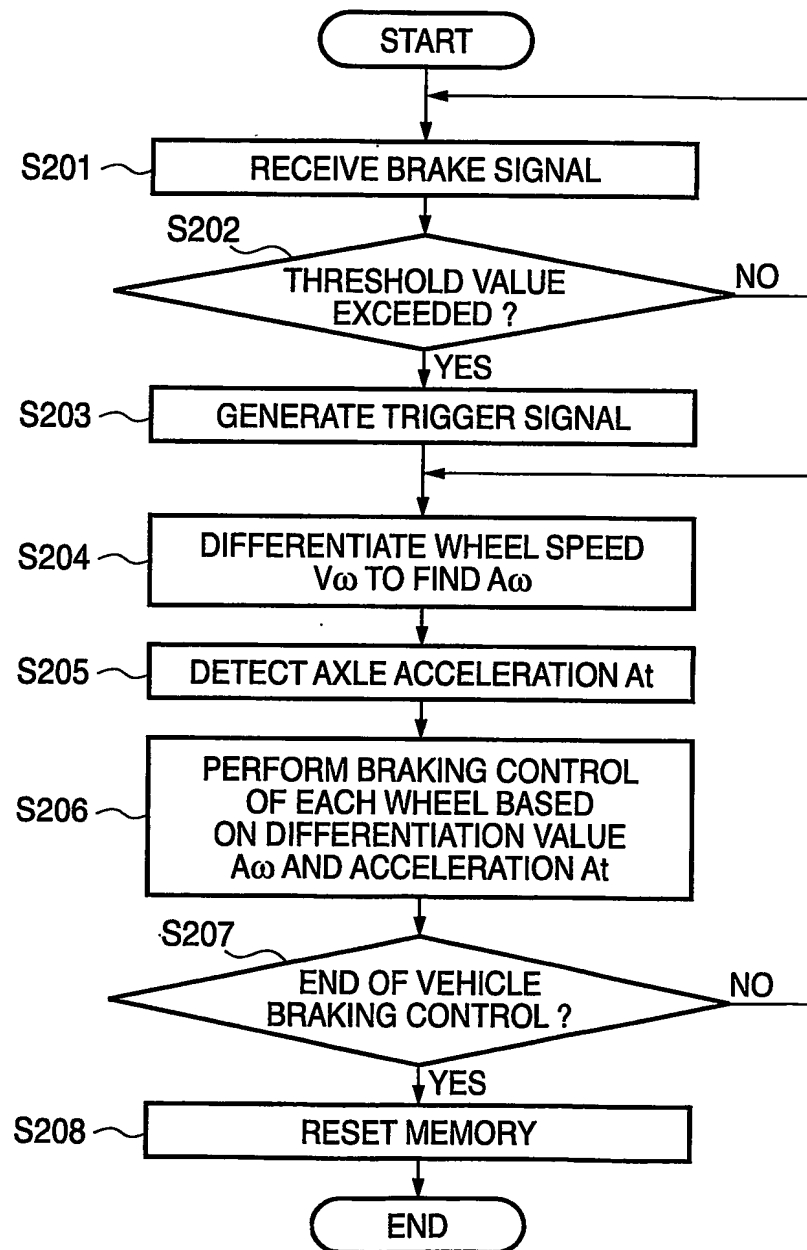 START
S201
RECEIVE BRAKE SIGNAL
S202
THRESHOLD VALUE
EXCEEDED ?
NO
YES
S203
GENERATE TRIGGER SIGNAL
S204
DIFFERENTIATE WHEEL SPEED
Vω TO FIND Aω
S205
DETECT AXLE ACCELERATION At
S206
PERFORM BRAKING CONTROL
OF EACH WHEEL BASED
ON DIFFERENTIATION VALUE
Aω AND ACCELERATION At
S207
END OF VEHICLE
BRAKING CONTROL ?
NO
YES
S208
RESET MEMORY
END